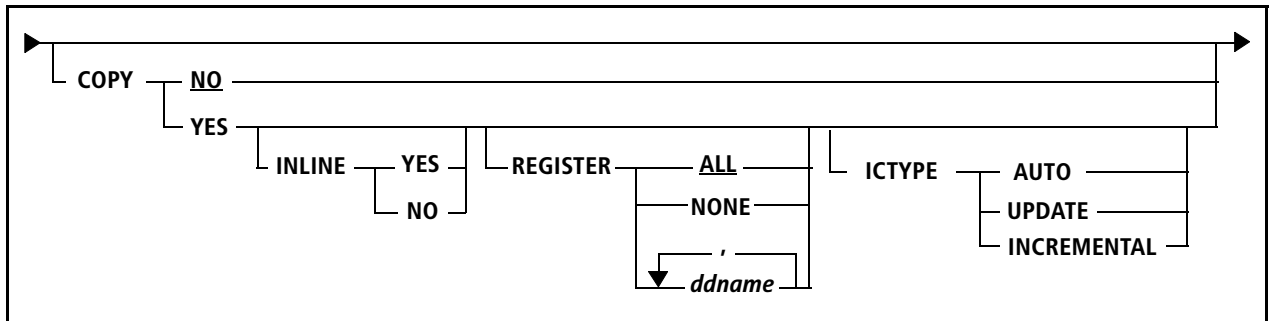 COPY NO
YES
INLINE YES REGISTER ALL ICTYPE AUTO
NO NONE UPDATE
, INCREMENTAL
ddname